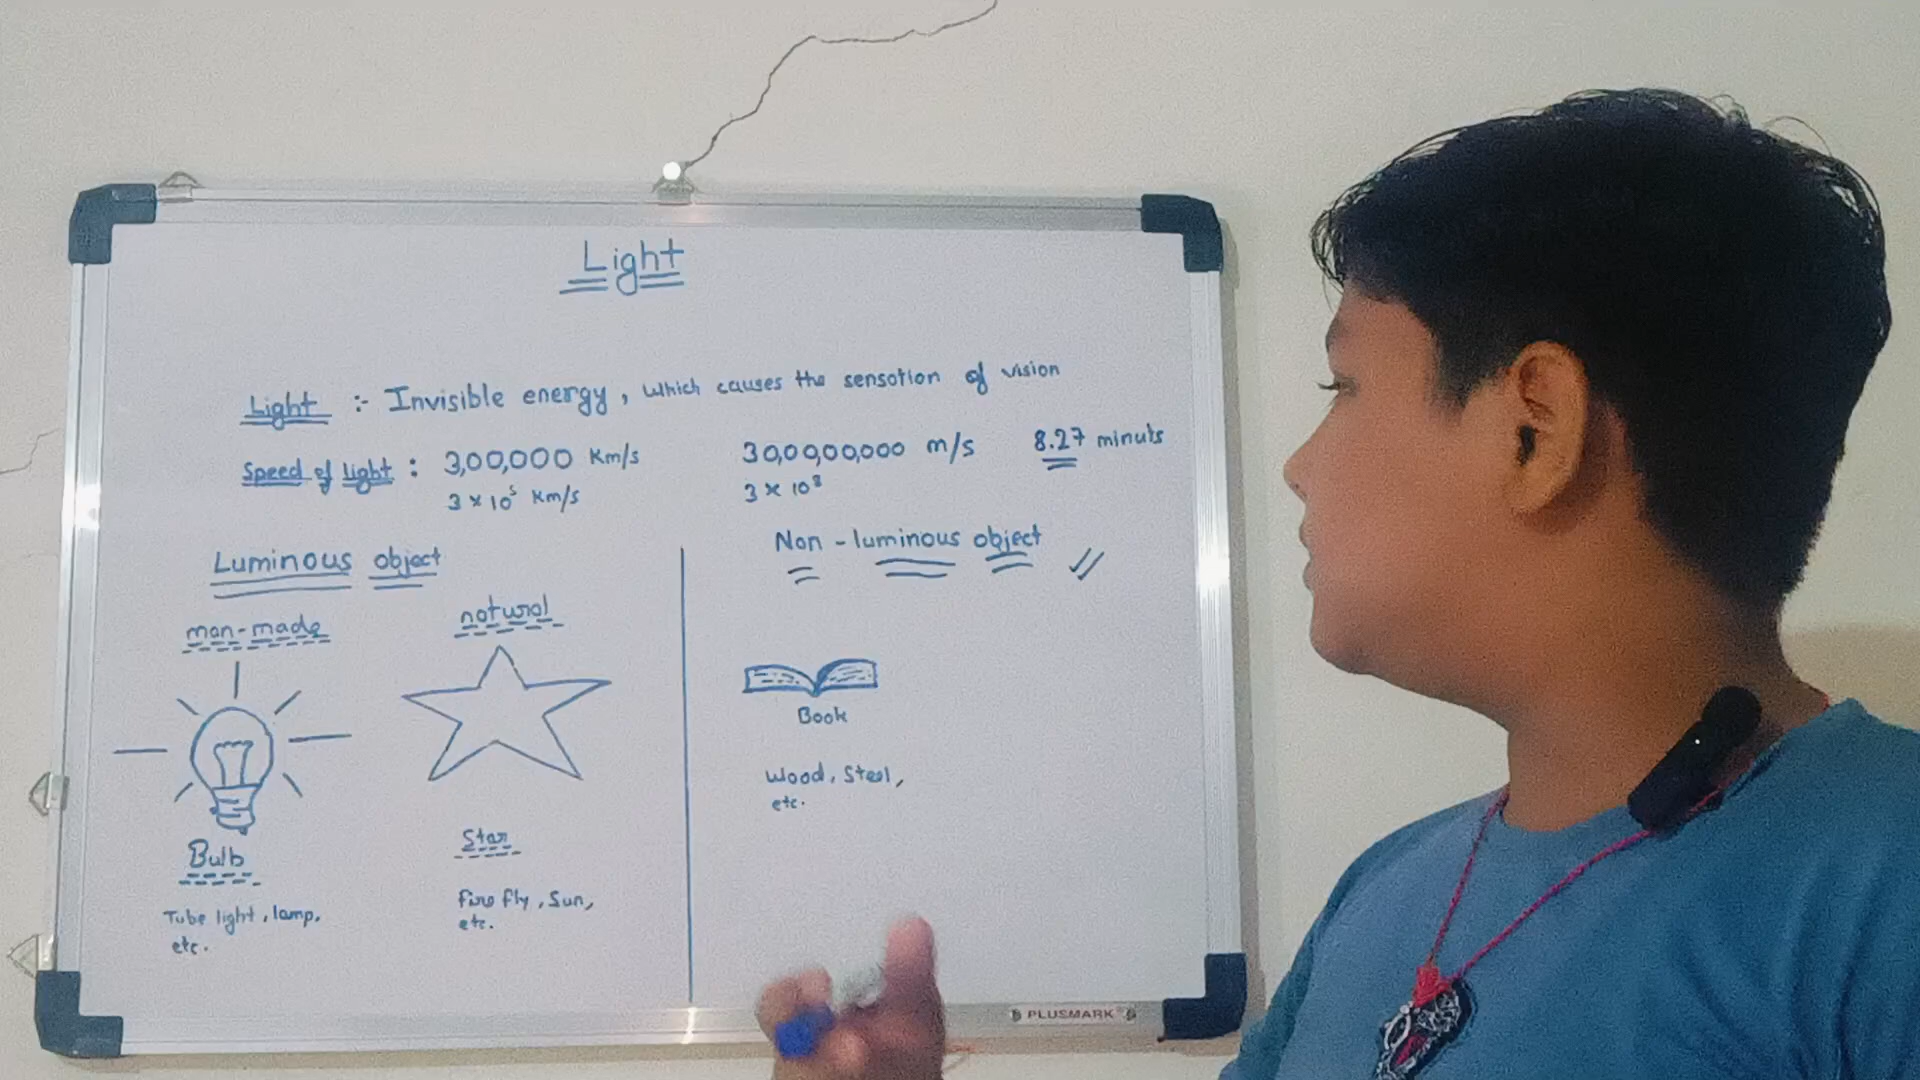 Light
Light :- Invisible energy, which causes the sensation of vision
Speed of light : 3,00,000 Km/s 30,00,00,000 m/s 8.27 minuts
3 × 10⁵ Km/s 3 × 10⁸
Luminous object
man-made
natural
Bulb
Tube light, lamp,
etc.
Star
fire fly, Sun,
etc.
Non - luminous object
Book
wood, Steel,
etc.
PLUSMARK